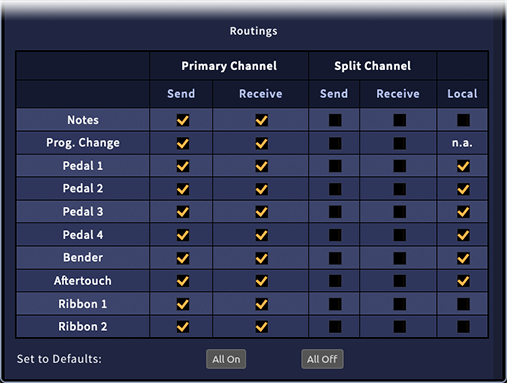 Routings
Primary Channel Split Channel
Send Receive Send Receive Local
Notes
Prog. Change n.a.
Pedal 1
Pedal 2
Pedal 3
Pedal 4
Bender
Aftertouch
Ribbon 1
Ribbon 2
Set to Defaults: All On All Off